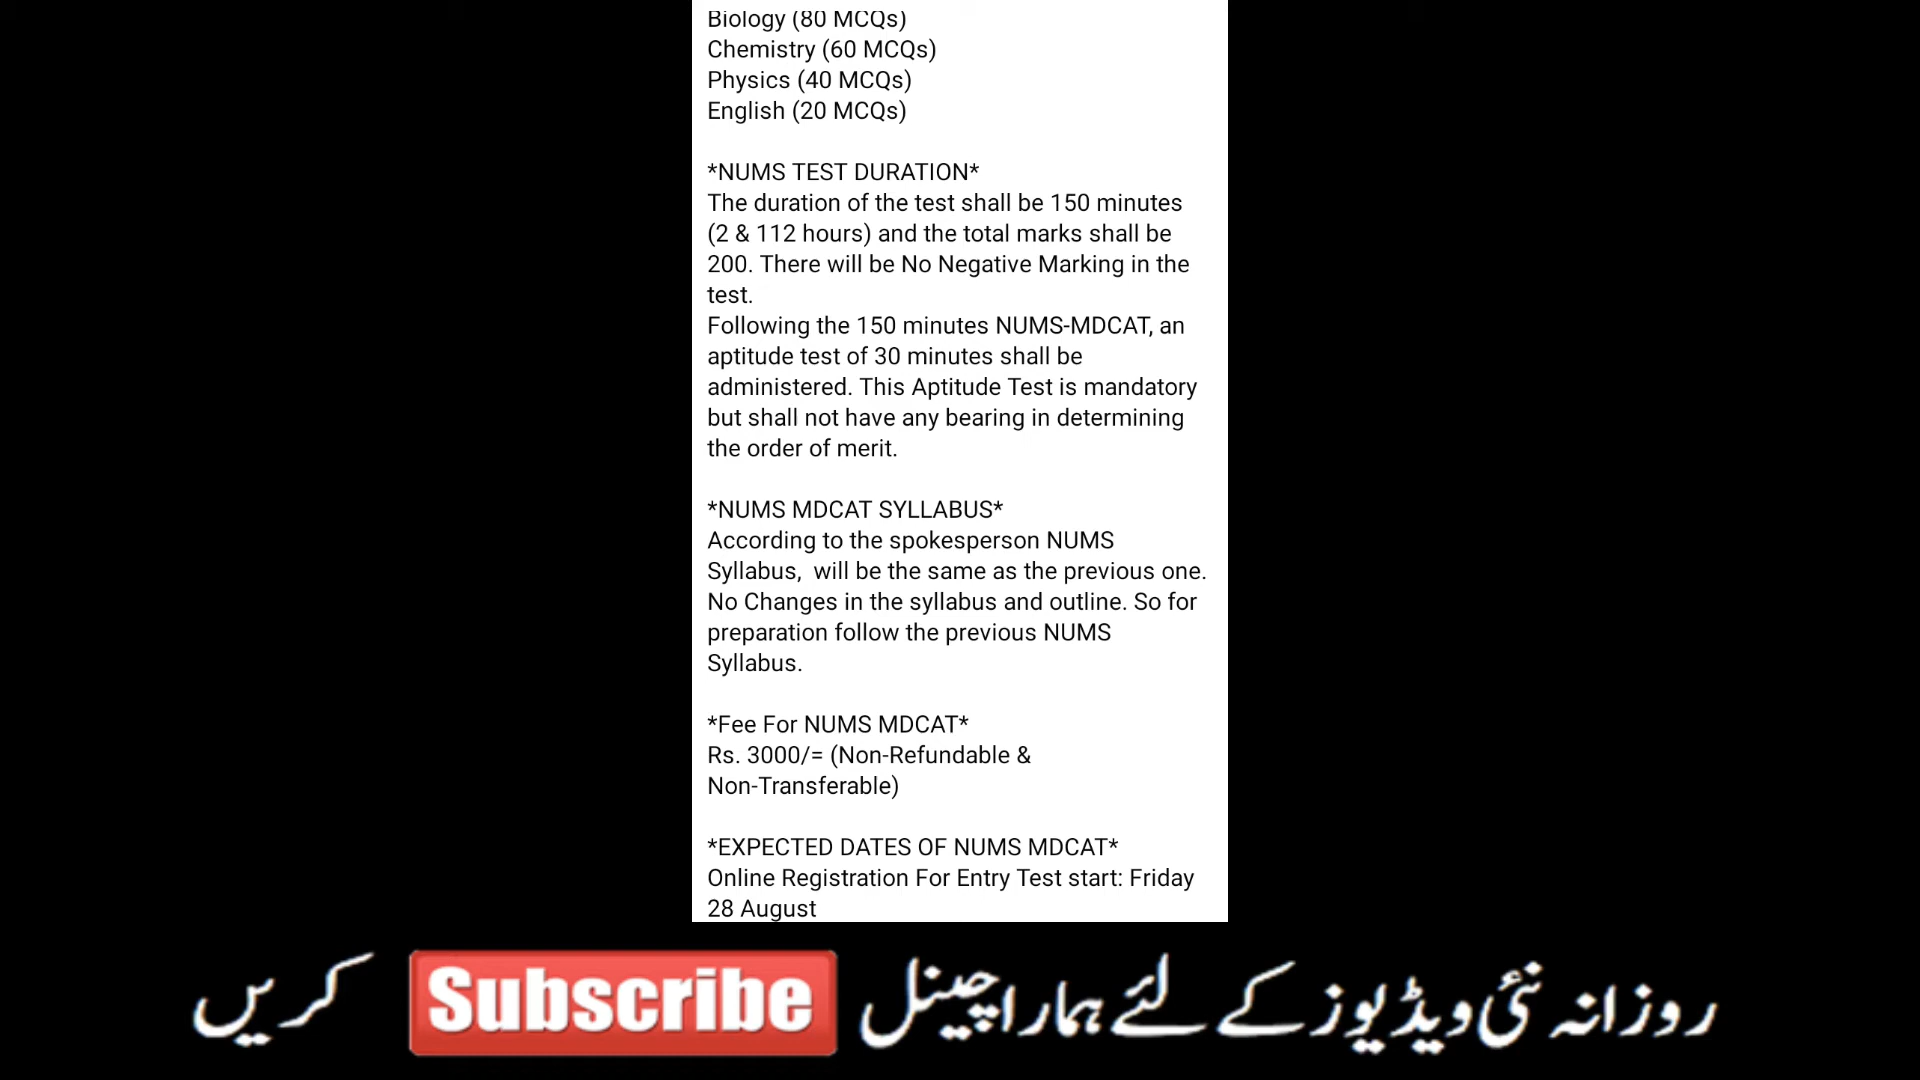 Biology (80 MCQs)
Chemistry (60 MCQs)
Physics (40 MCQs)
English (20 MCQs)
*NUMS TEST DURATION*
The duration of the test shall be 150 minutes
(2 & 112 hours) and the total marks shall be
200. There will be No Negative Marking in the
test.
Following the 150 minutes NUMS-MDCAT, an
aptitude test of 30 minutes shall be
administered. This Aptitude Test is mandatory
but shall not have any bearing in determining
the order of merit.
*NUMS MDCAT SYLLABUS*
According to the spokesperson NUMS
Syllabus,  will be the same as the previous one.
No Changes in the syllabus and outline. So for
preparation follow the previous NUMS
Syllabus.
*Fee For NUMS MDCAT*
Rs. 3000/= (Non-Refundable &
Non-Transferable)
*EXPECTED DATES OF NUMS MDCAT*
Online Registration For Entry Test start: Friday
28 August
روزانہ نئی ویڈیوز کے لئے ہمارا چینل Subscribe کریں